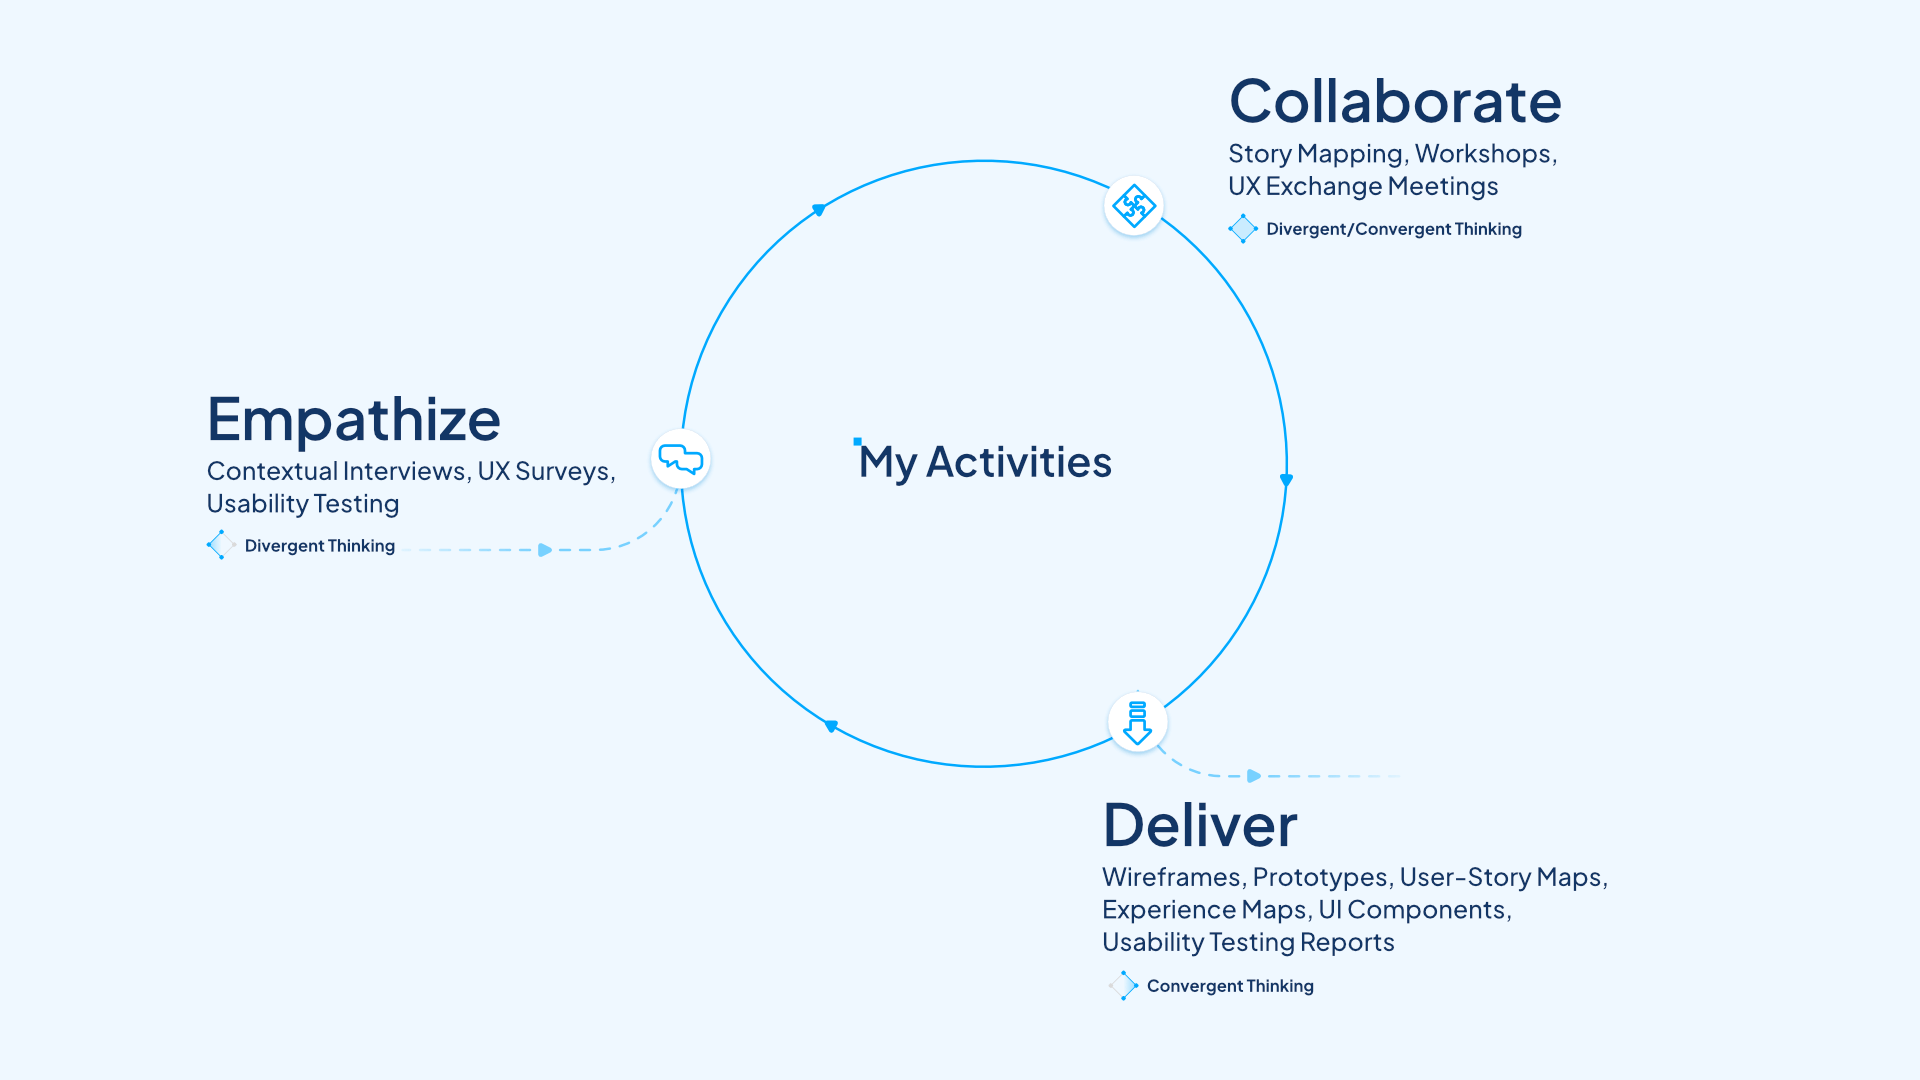 Collaborate
Story Mapping, Workshops,
UX Exchange Meetings
Divergent/Convergent Thinking
Empathize
Contextual Interviews, UX Surveys,
Usability Testing
Divergent Thinking
My Activities
Deliver
Wireframes, Prototypes, User-Story Maps,
Experience Maps, UI Components,
Usability Testing Reports
Convergent Thinking